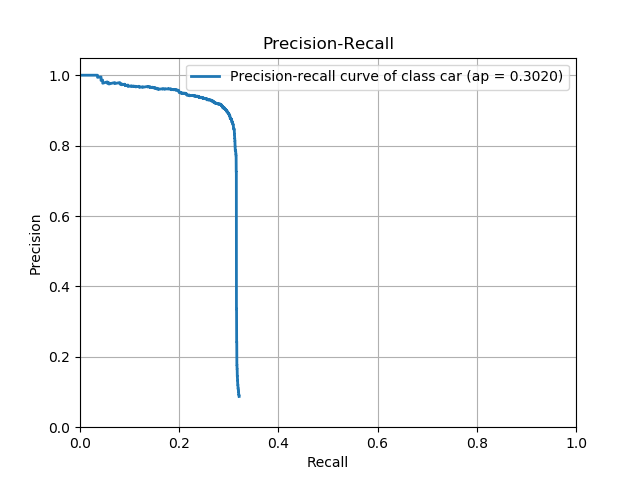 Precision-Recall
Precision-recall curve of class car (ap = 0.3020)
1.0
0.8
0.6
0.4
0.2
0.0
Precision
0.0 0.2 0.4 0.6 0.8 1.0
Recall